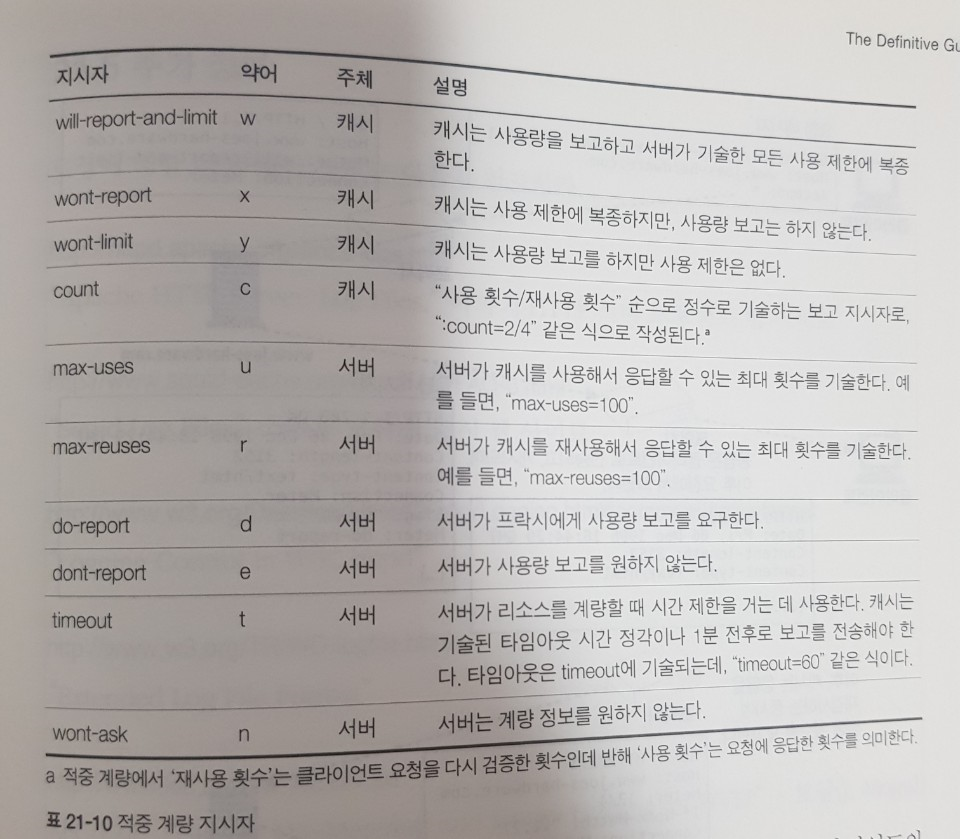 The Definitive Gu
지시자 약어 주체 설명
will-report-and-limit w 캐시 캐시는 사용량을 보고하고 서버가 기술한 모든 사용 제한에 복종
한다.
wont-report x 캐시 캐시는 사용 제한에 복종하지만, 사용량 보고는 하지 않는다.
wont-limit y 캐시 캐시는 사용량 보고를 하지만 사용 제한은 없다.
count c 캐시 “사용 횟수/재사용 횟수” 순으로 정수로 기술하는 보고 지시자로,
“:count=2/4” 같은 식으로 작성된다.a
max-uses u 서버 서버가 캐시를 사용해서 응답할 수 있는 최대 횟수를 기술한다. 예
를 들면, “max-uses=100”.
max-reuses r 서버 서버가 캐시를 재사용해서 응답할 수 있는 최대 횟수를 기술한다.
예를 들면, “max-reuses=100”.
do-report d 서버 서버가 프락시에게 사용량 보고를 요구한다.
dont-report e 서버 서버가 사용량 보고를 원하지 않는다.
timeout t 서버 서버가 리소스를 계량할 때 시간 제한을 거는 데 사용한다. 캐시는
기술된 타임아웃 시간 정각이나 1분 전후로 보고를 전송해야 한
다. 타임아웃은 timeout에 기술되는데, “timeout=60” 같은 식이다.
wont-ask n 서버 서버는 계량 정보를 원하지 않는다.
a 적중 계량에서 ‘재사용 횟수’는 클라이언트 요청을 다시 검증한 횟수인데 반해 ‘사용 횟수’는 요청에 응답한 횟수를 의미한다.
표 21-10 적중 계량 지시자